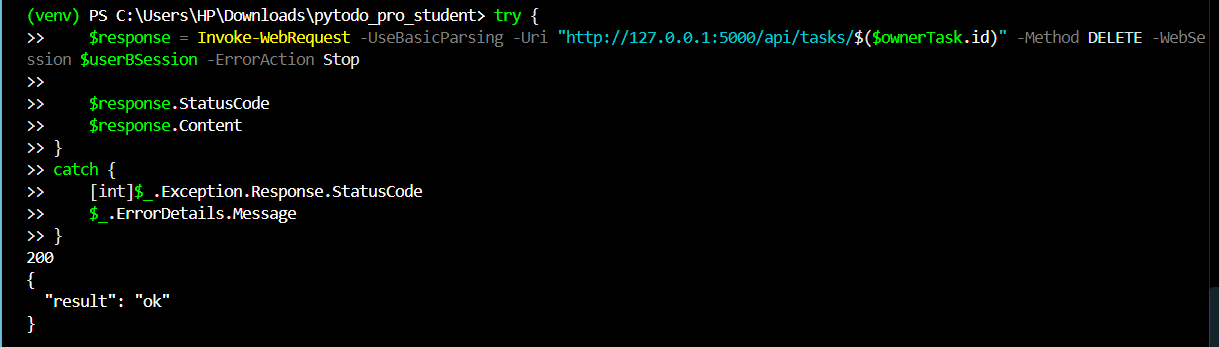 (venv) PS C:\Users\HP\Downloads\pytodo_pro_student> try {
>>     $response = Invoke-WebRequest -UseBasicParsing -Uri "http://127.0.0.1:5000/api/tasks/$($ownerTask.id)" -Method DELETE -WebSe
ssion $userBSession -ErrorAction Stop
>>
>>     $response.StatusCode
>>     $response.Content
>> }
>> catch {
>>     [int]$_.Exception.Response.StatusCode
>>     $_.ErrorDetails.Message
>> }
200
{
  "result": "ok"
}